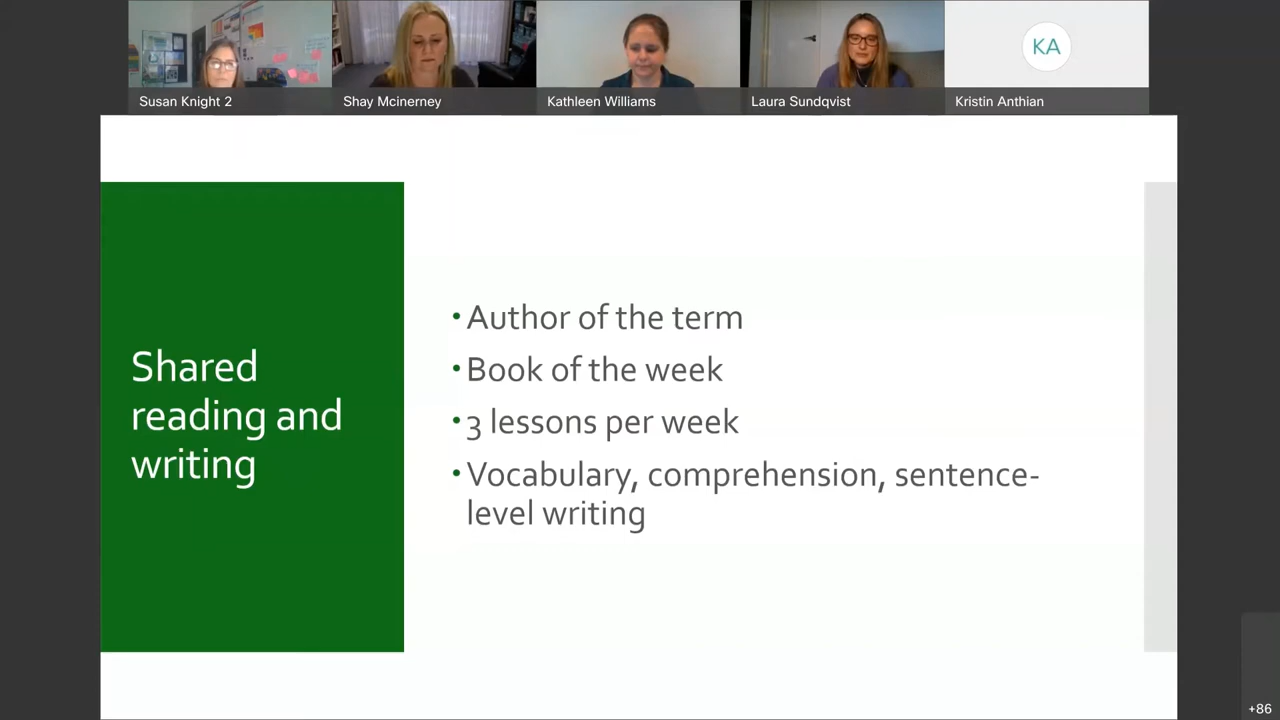 KA
Susan Knight 2
Shay Mcinerney
Kathleen Williams
Laura Sundqvist
Kristin Anthian
Shared
reading and
writing
• Author of the term
• Book of the week
• 3 lessons per week
• Vocabulary, comprehension, sentence-
level writing
+86